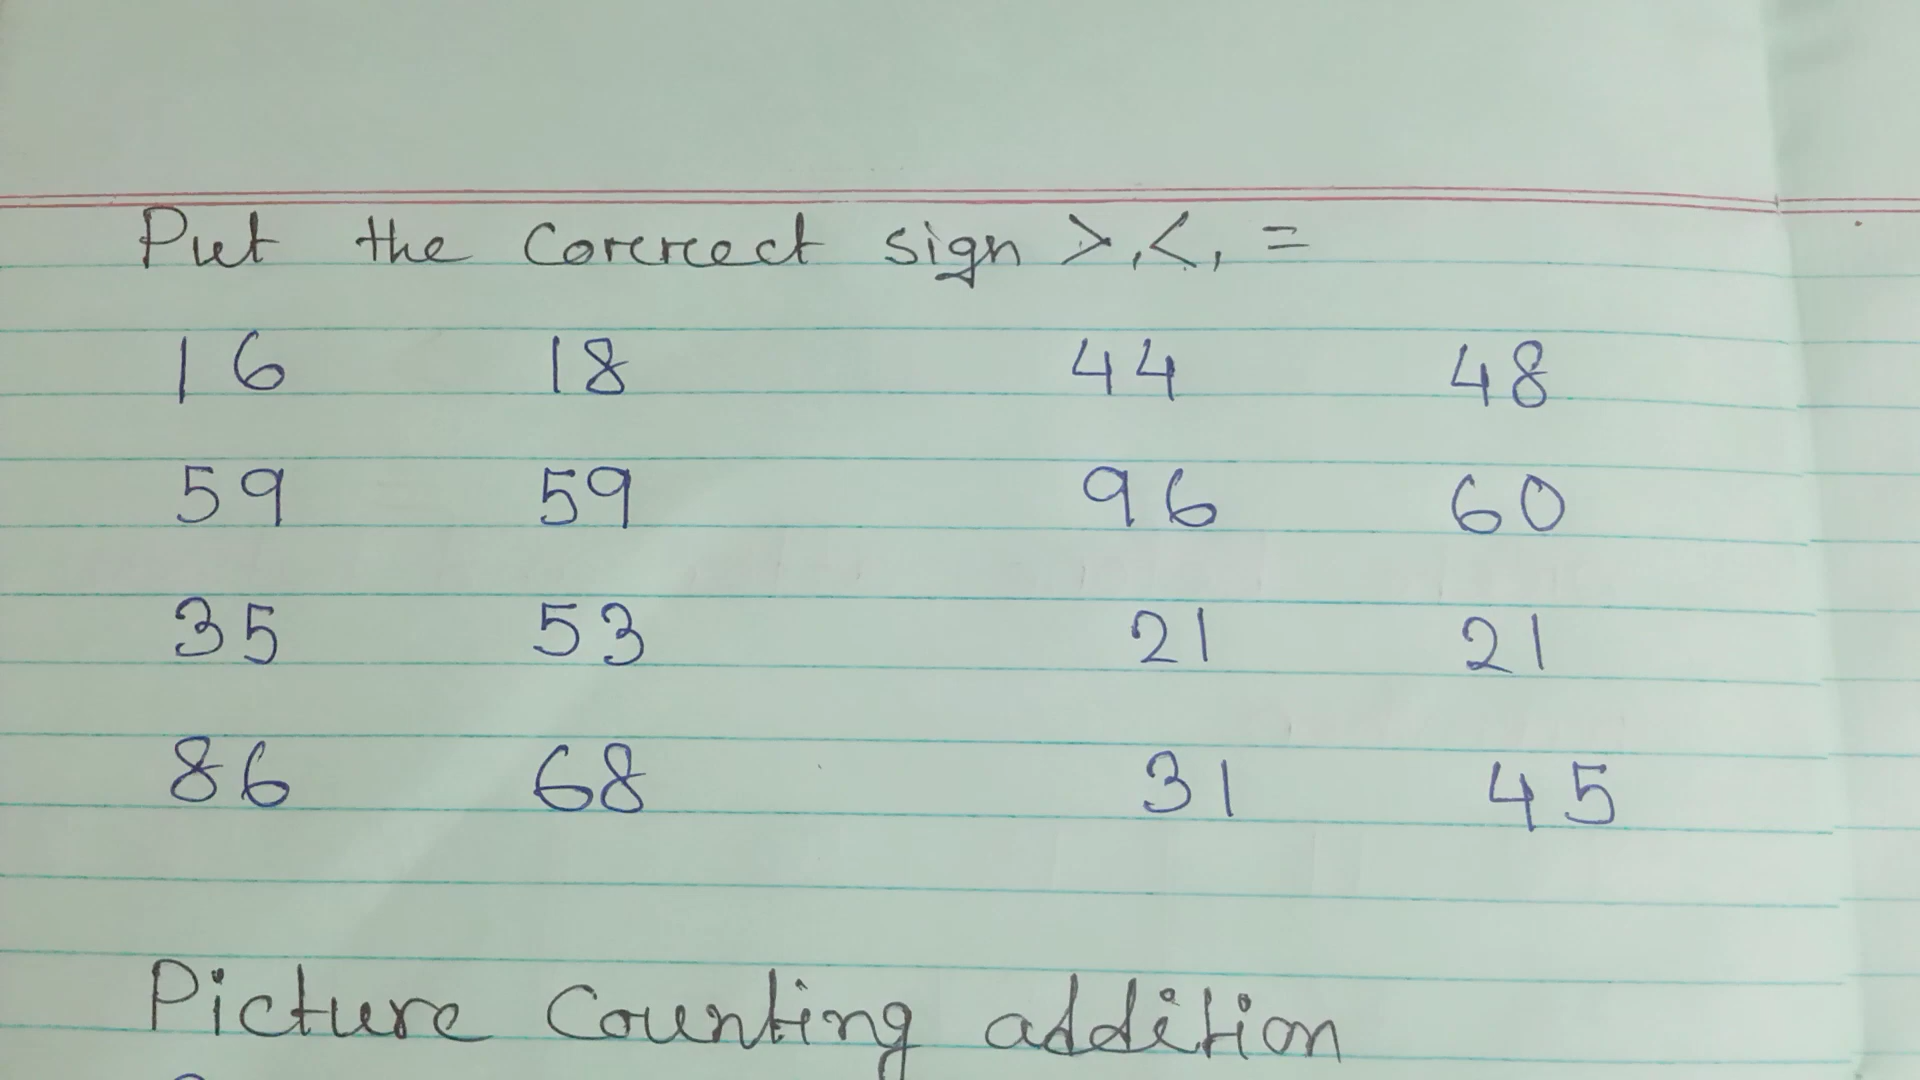 Put the correct sign >, <, =
16 18 44 48
59 59 96 60
35 53 21 21
86 68 31 45
Picture Counting addition